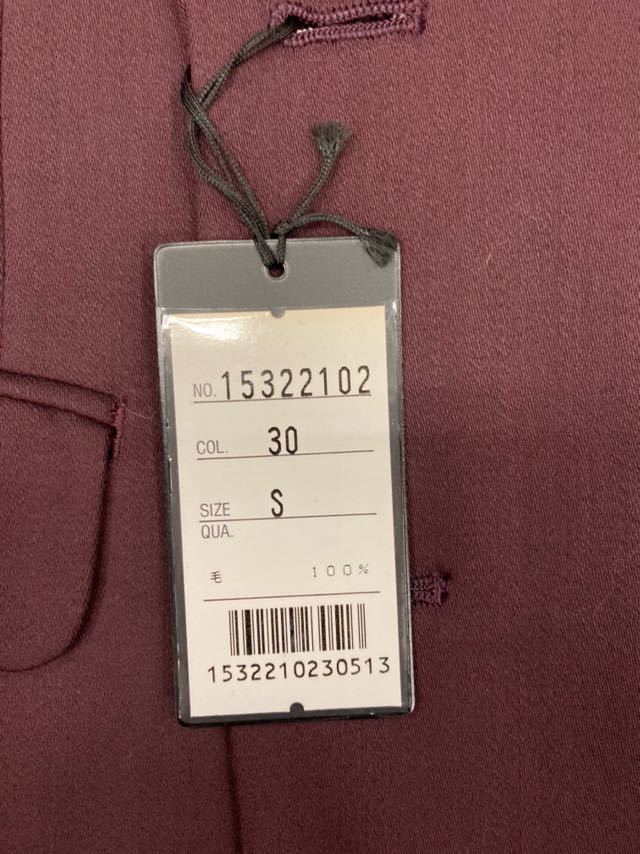 NO. 15322102
COL. 30
SIZE S
QUA.
毛 100%
1532210230513